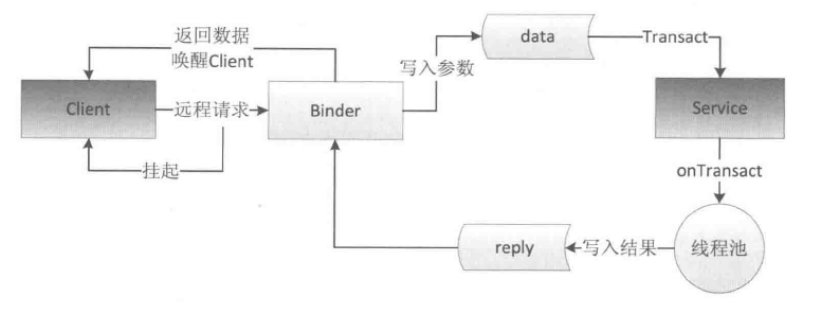 返回数据
唤醒Client
data
Transact
写入参数
Client
远程请求
Binder
Service
挂起
onTransact
reply
写入结果
线程池